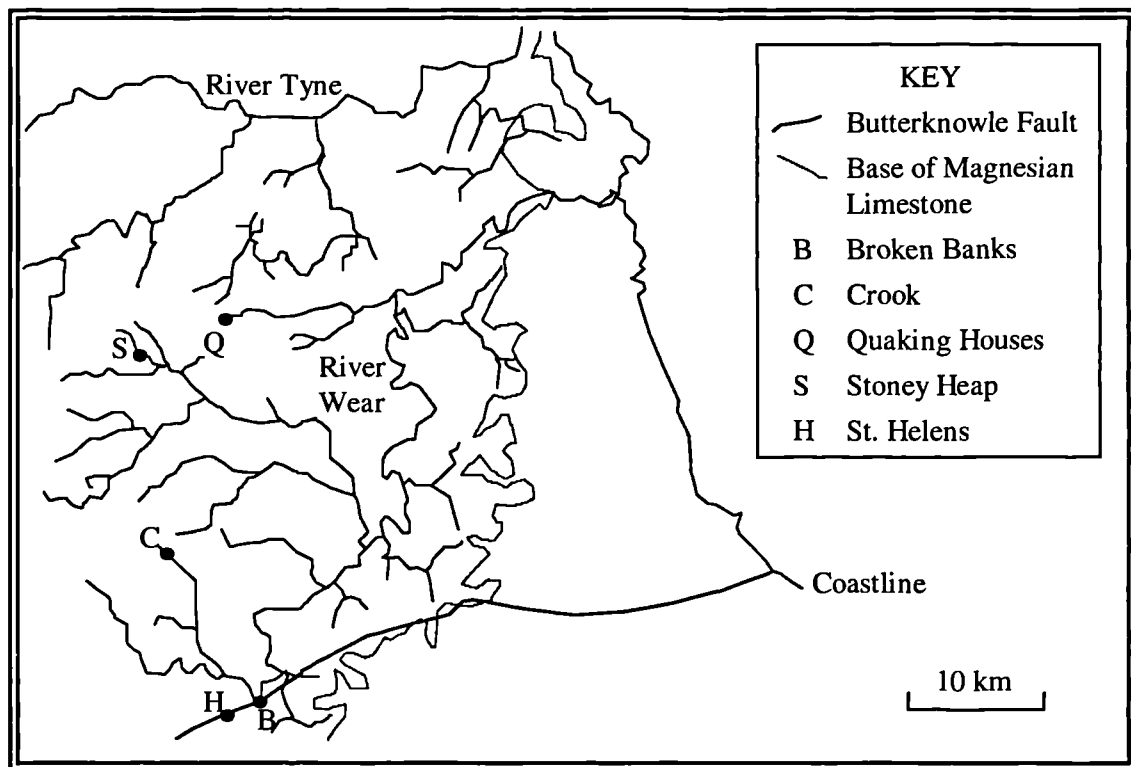 River Tyne
KEY
Butterknowle Fault
Base of Magnesian
Limestone
B Broken Banks
C Crook
Q Quaking Houses
S Stoney Heap
H St. Helens
S
Q
River
Wear
C
Coastline
H
B
10 km